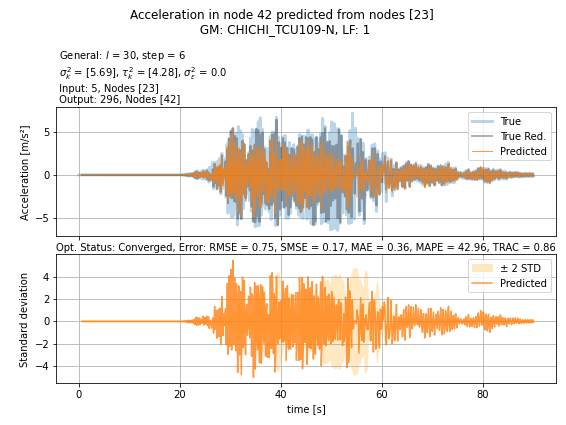 Acceleration in node 42 predicted from nodes [23]
GM: CHICHI_TCU109-N, LF: 1
General: l = 30, step = 6
σ²ₖ = [5.69], τ²ₖ = [4.28], σ²ε = 0.0
Input: 5, Nodes [23]
Output: 296, Nodes [42]
Acceleration [m/s²]
5
0
−5
True
True Red.
Predicted
Opt. Status: Converged, Error: RMSE = 0.75, SMSE = 0.17, MAE = 0.36, MAPE = 42.96, TRAC = 0.86
Standard deviation
4
2
0
−2
−4
± 2 STD
Predicted
0 20 40 60 80
time [s]